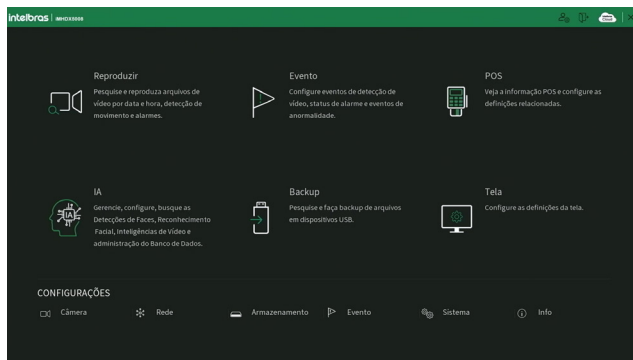 intelbras | iMHDX5008
Reproduzir
Pesquise e reproduza arquivos de
vídeo por data e hora, detecção de
movimento e alarmes.
Evento
Configure eventos de detecção de
vídeo, status de alarme e eventos de
anormalidade.
POS
Veja a informação POS e configure as
definições relacionadas.
IA
Gerencie, configure, busque as
Detecções de Faces, Reconhecimento
Facial, Inteligências de Vídeo e
administração do Banco de Dados.
IA
Backup
Pesquise e faça backup de arquivos
em dispositivos USB.
Tela
Configure as definições da tela.
CONFIGURAÇÕES
Câmera
Rede
Armazenamento
Evento
Sistema
Info